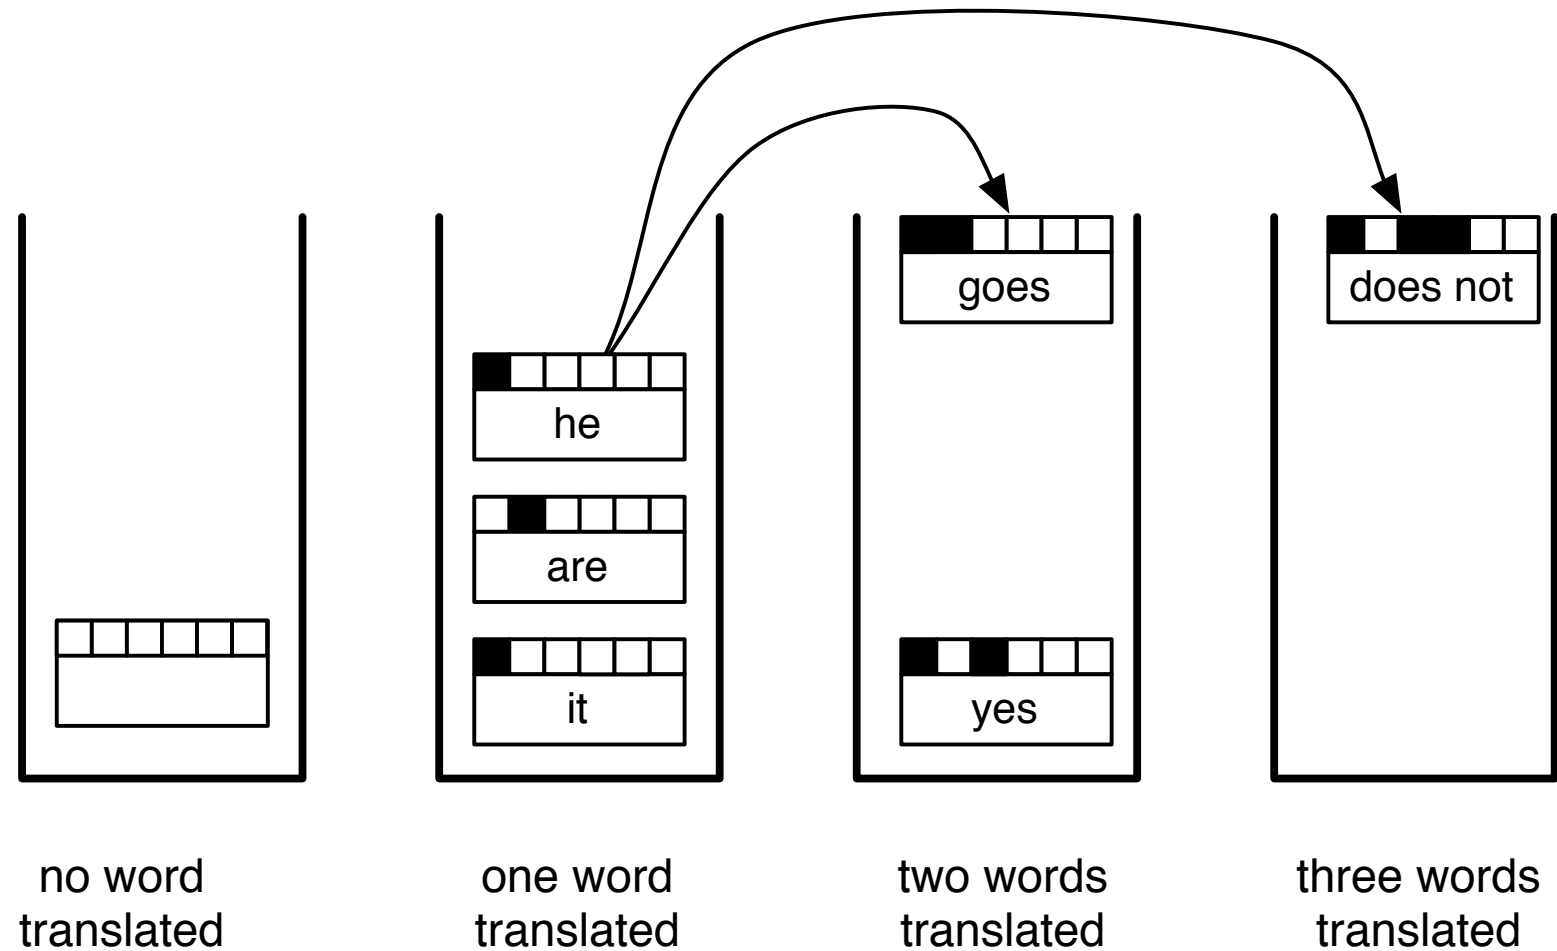 goes
does not
he
are
it
yes
no word
translated
one word
translated
two words
translated
three words
translated